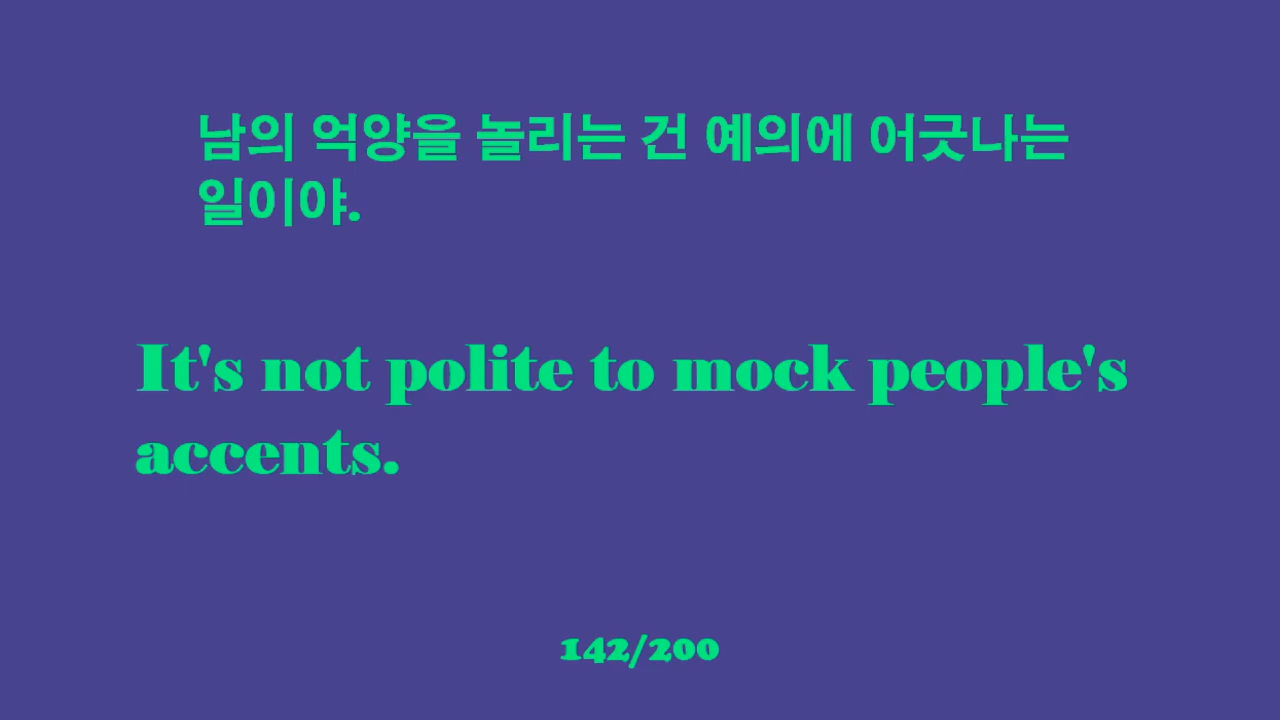 남의 억양을 놀리는 건 예의에 어긋나는
일이야.
It's not polite to mock people's
accents.
142/200